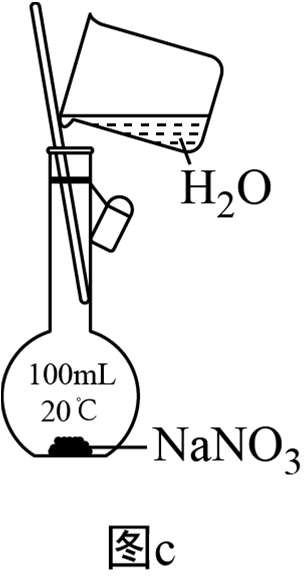 H₂O
100mL
20℃
NaNO₃
图c